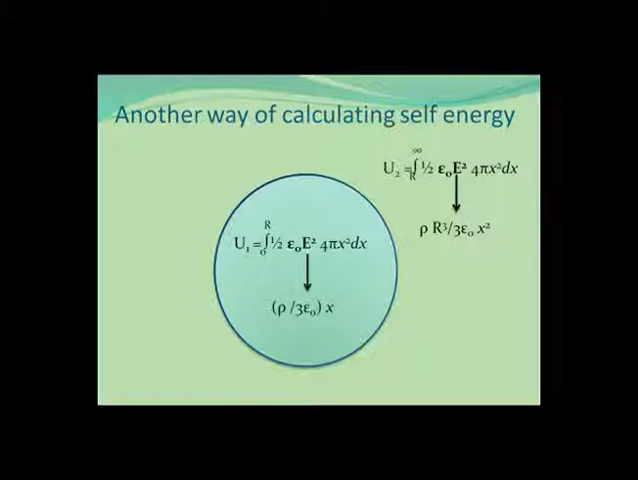 Another way of calculating self energy
∞
U₂ =∫ ½ ε₀E² 4πx²dx
R
ρ R³/3ε₀ x²
R
U₁ =∫ ½ ε₀E² 4πx²dx
0
(ρ /3ε₀) x